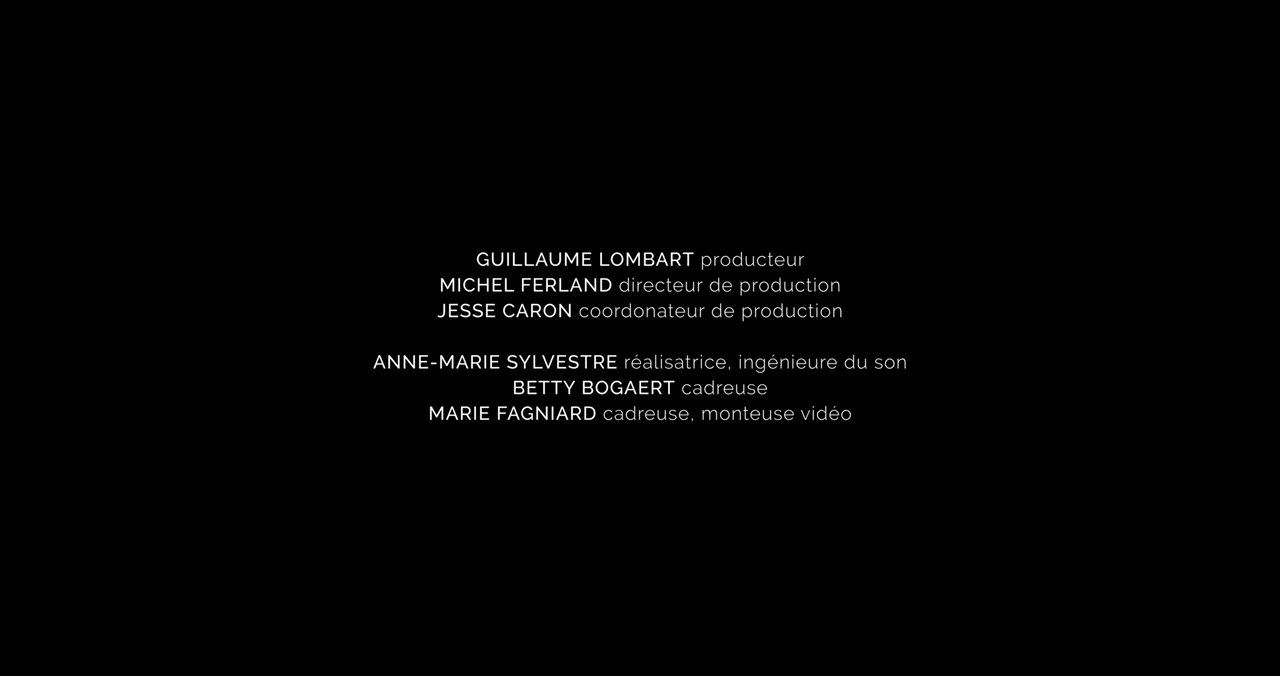 GUILLAUME LOMBART producteur
MICHEL FERLAND directeur de production
JESSE CARON coordonateur de production
ANNE-MARIE SYLVESTRE réalisatrice, ingénieure du son
BETTY BOGAERT cadreuse
MARIE FAGNIARD cadreuse, monteuse vidéo